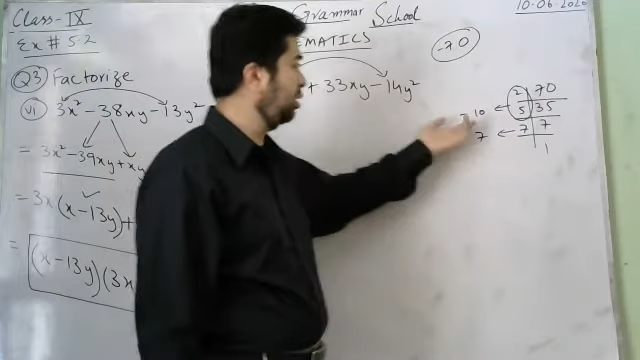 Class-IX Grammar School 10-06-2020
Ex # 5.2 EMATICS
Q3 Factorize
vi 3x² - 38xy - 13y² + 33xy - 14y² -70
= 3x² - 39xy + xy
= 3x(x - 13y) +
= (x - 13y)(3x
2 70
10 5 35
7 7 7
1